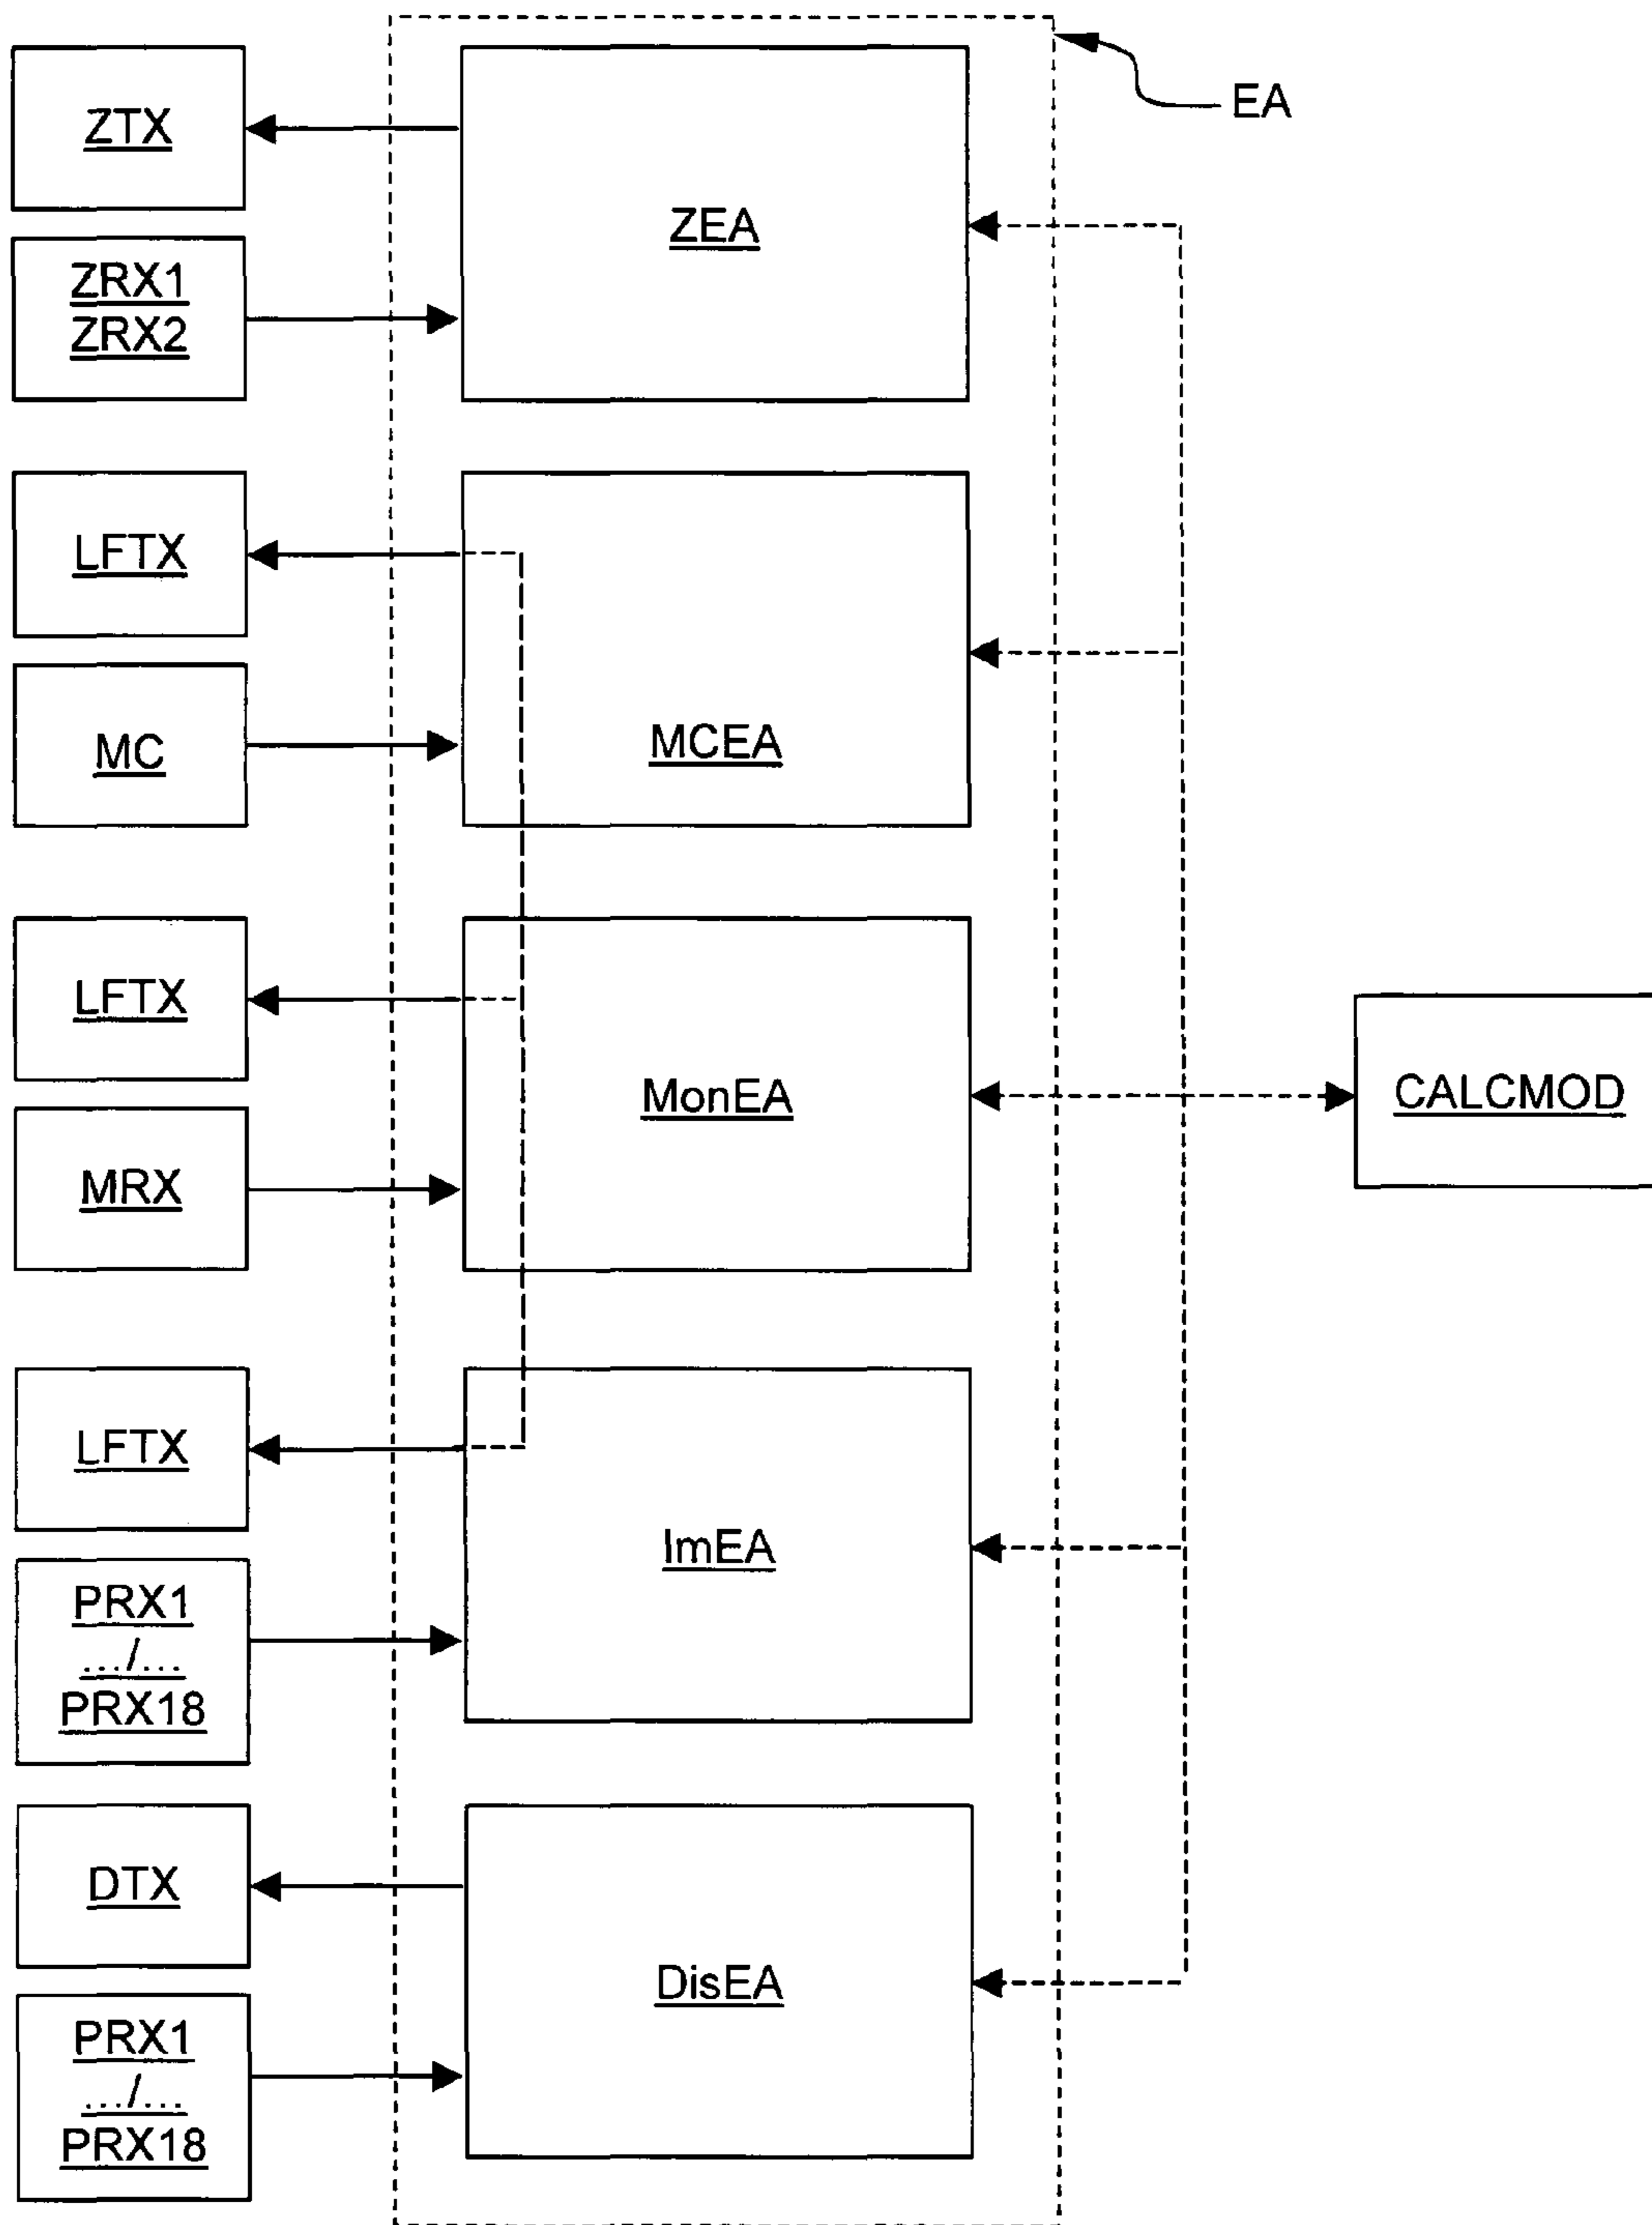 EA
ZTX
ZEA
ZRX1
ZRX2
LFTX
MC
MCEA
LFTX
MonEA
CALCMOD
MRX
LFTX
ImEA
PRX1
.../...
PRX18
DTX
DisEA
PRX1
.../...
PRX18